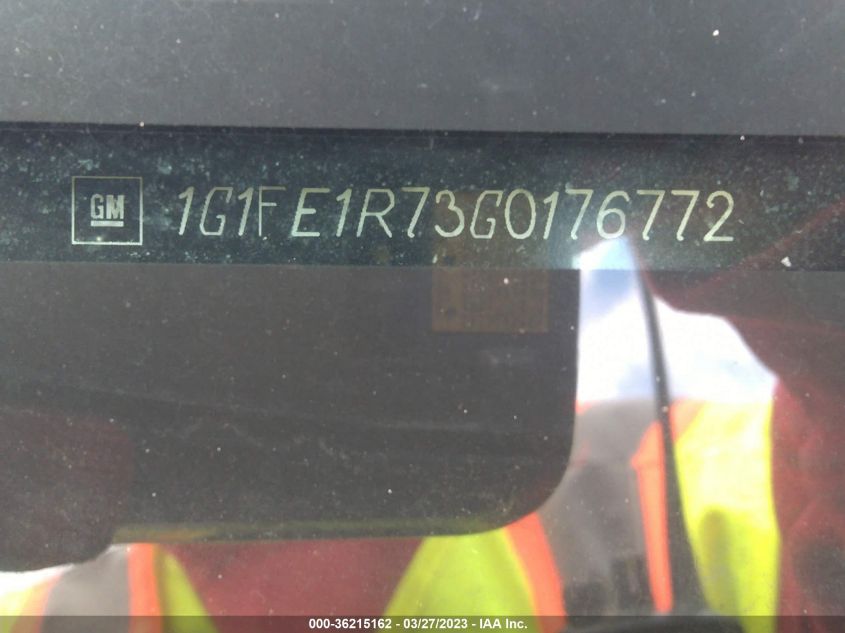 GM 1G1FE1R73G0176772
000-36215162 - 03/27/2023 - IAA Inc.